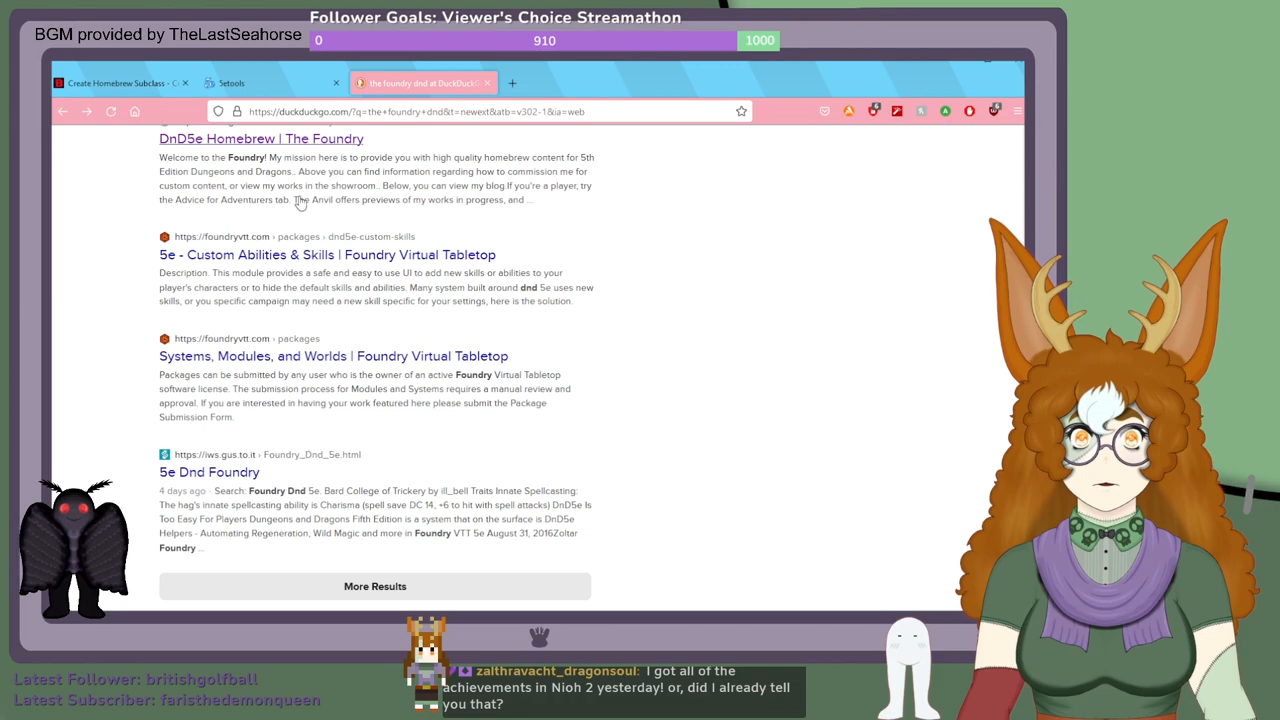 Follower Goals: Viewer's Choice Streamathon
BGM provided by TheLastSeahorse
0 910 1000
Create Homebrew Subclass - C
5etools
the foundry dnd at DuckDuckG
https://duckduckgo.com/?q=the+foundry+dnd&t=newext&atb=v302-1&ia=web
DnD5e Homebrew | The Foundry
Welcome to the Foundry! My mission here is to provide you with high quality homebrew content for 5th
Edition Dungeons and Dragons.. Above you can find information regarding how to commission me for
custom content, or view my works in the showroom.. Below, you can view my blog.If you're a player, try
the Advice for Adventurers tab. The Anvil offers previews of my works in progress, and ...
https://foundryvtt.com › packages › dnd5e-custom-skills
5e - Custom Abilities & Skills | Foundry Virtual Tabletop
Description. This module provides a safe and easy to use UI to add new skills or abilities to your
player's characters or to hide the default skills and abilities. Many system built around dnd 5e uses new
skills, or you specific campaign may need a new skill specific for your settings, here is the solution.
https://foundryvtt.com › packages
Systems, Modules, and Worlds | Foundry Virtual Tabletop
Packages can be submitted by any user who is the owner of an active Foundry Virtual Tabletop
software license. The submission process for Modules and Systems requires a manual review and
approval. If you are interested in having your work featured here please submit the Package
Submission Form.
https://iws.gus.to.it › Foundry_Dnd_5e.html
5e Dnd Foundry
4 days ago · Search: Foundry Dnd 5e. Bard College of Trickery by ill_bell Traits Innate Spellcasting:
The hag's innate spellcasting ability is Charisma (spell save DC 14, +6 to hit with spell attacks) DnD5e Is
Too Easy For Players Dungeons and Dragons Fifth Edition is a system that on the surface is DnD5e
Helpers - Automating Regeneration, Wild Magic and more in Foundry VTT 5e August 31, 2016Zoltar
Foundry ...
More Results
zalthravacht_dragonsoul: I got all of the
achievements in Nioh 2 yesterday! or, did I already tell
you that?
Latest Follower: britishgolfball
Latest Subscriber: faristhedemonqueen